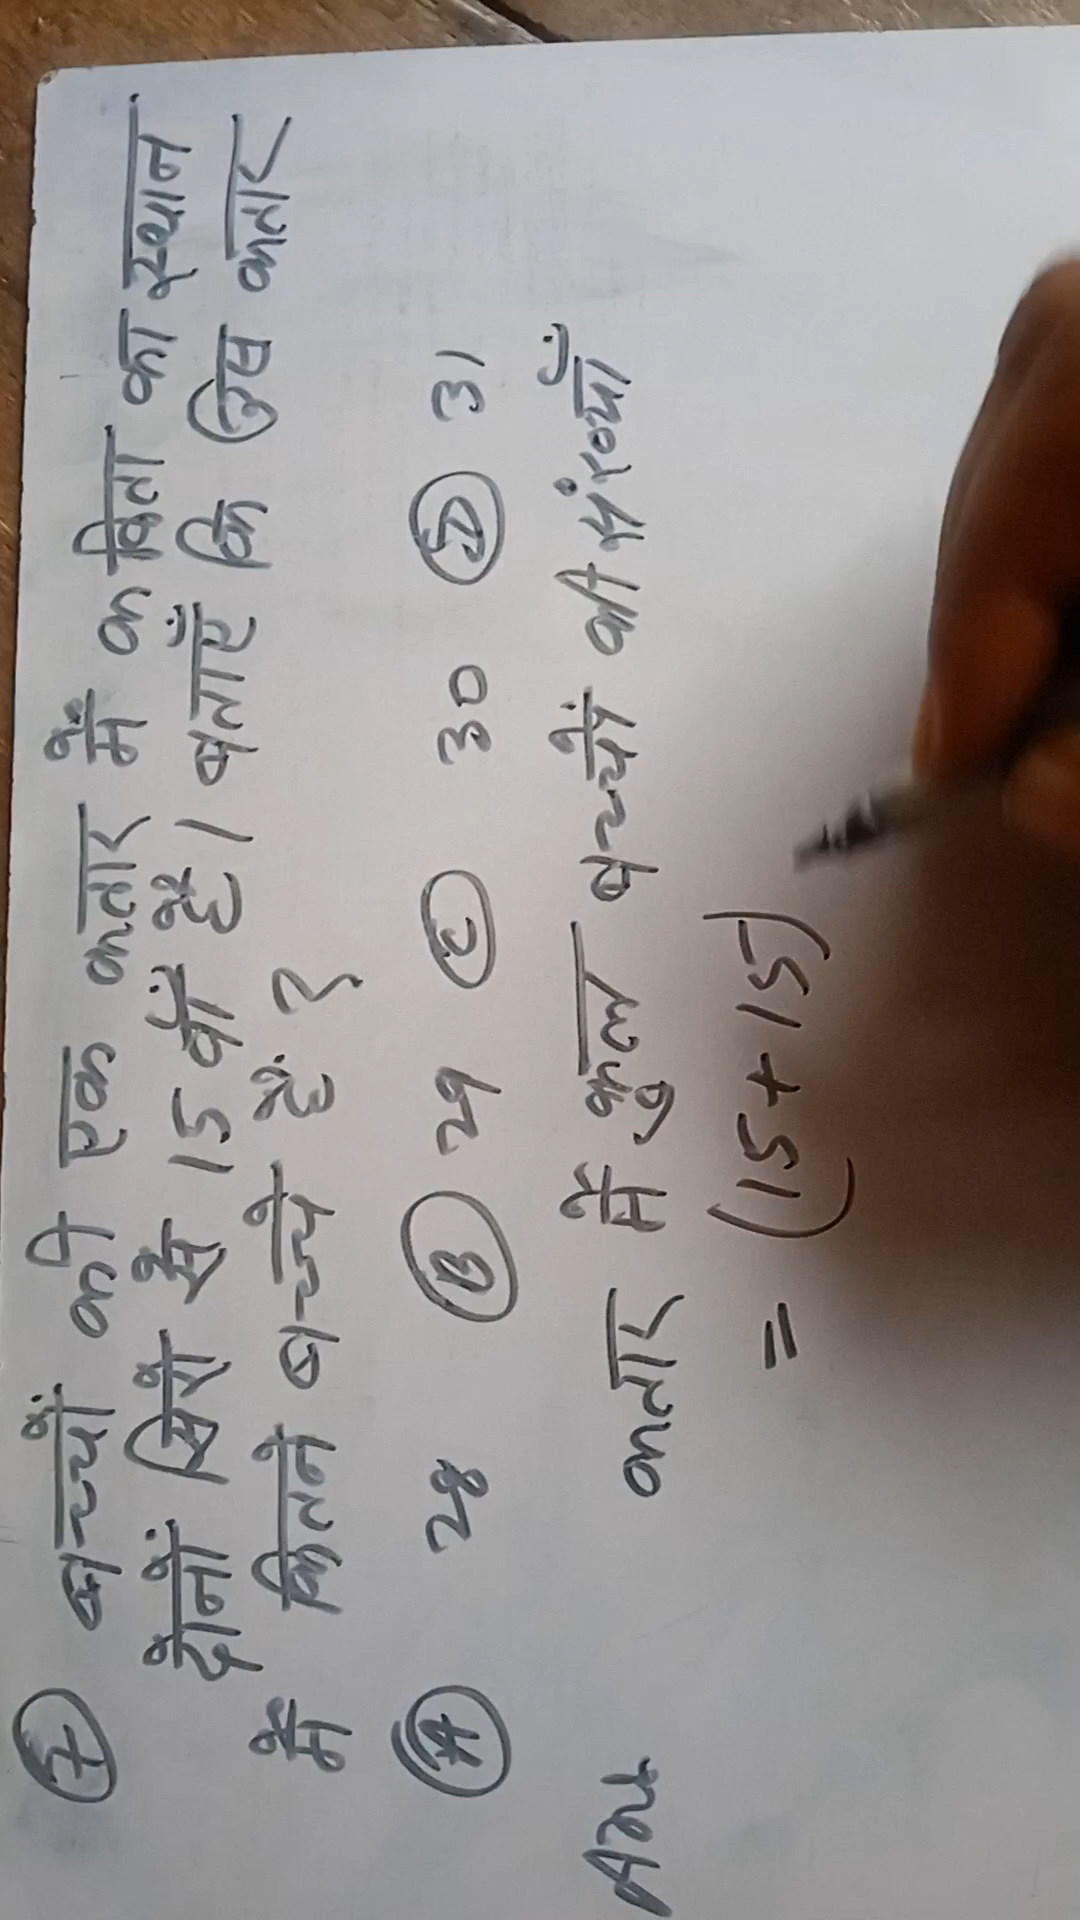 7 बच्चों की एक कतार में कविता का स्थान
दोनों सिरों से 15 वाँ है। बताएँ कि उस कतार
में कितने बच्चे हैं ?
A 28 B 29 C 30 D 31
Ans कतार में कुल बच्चों की संख्याँ
= (15+15)